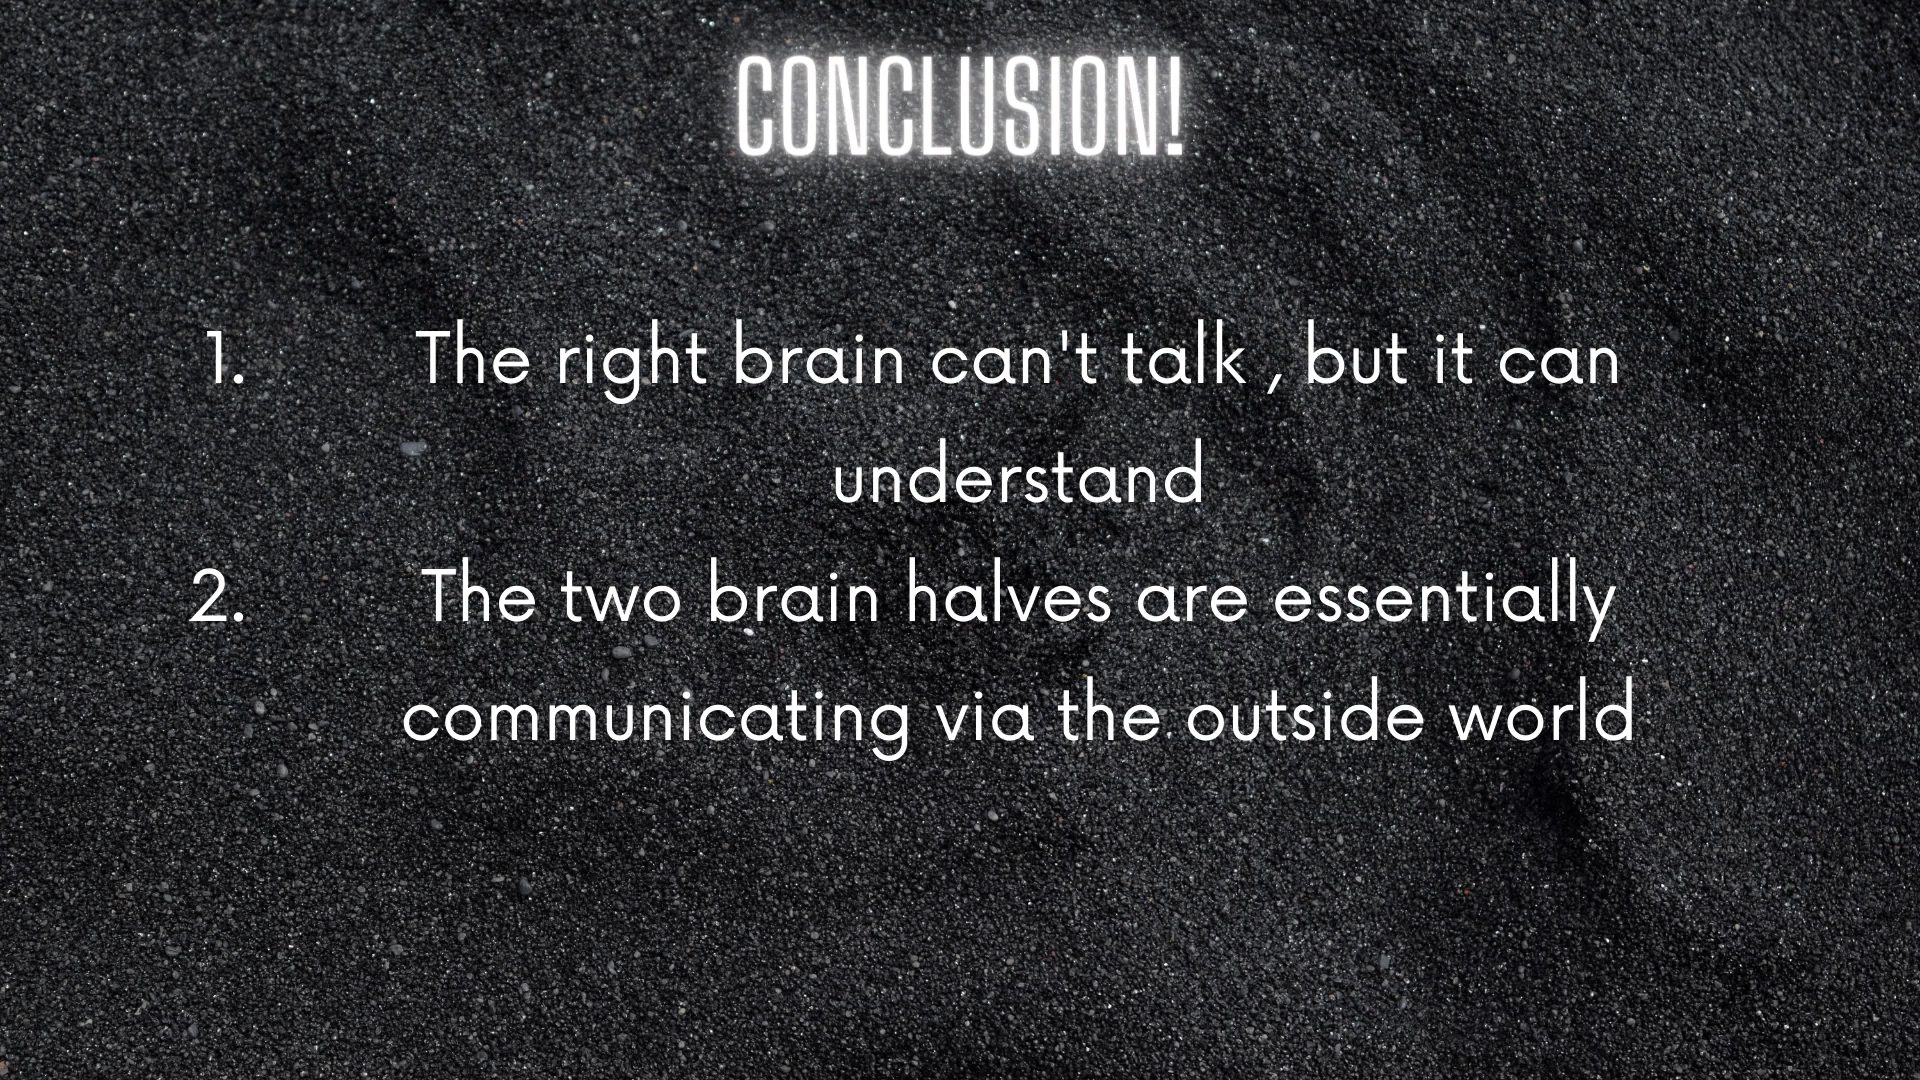 CONCLUSION!
1. The right brain can't talk , but it can
understand
2. The two brain halves are essentially
communicating via the outside world